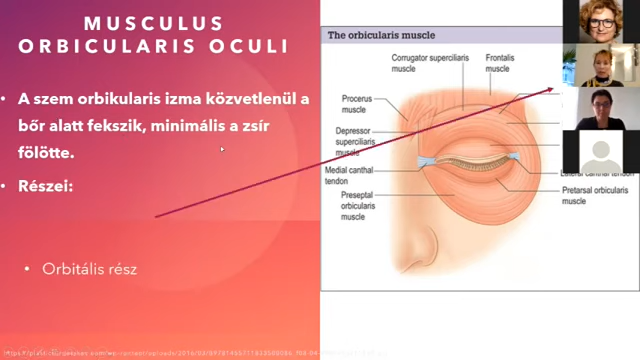 MUSCULUS
ORBICULARIS OCULI
• A szem orbikularis izma közvetlenül a
bőr alatt fekszik, minimális a zsír
fölötte.
• Részei:
• Orbitális rész
The orbicularis muscle
Corrugator superciliaris
muscle
Frontalis
muscle
Procerus
muscle
Depressor
superciliaris
muscle
Medial canthal
tendon
Preseptal
orbicularis
muscle
Lateral canthal tendon
Pretarsal orbicularis
muscle